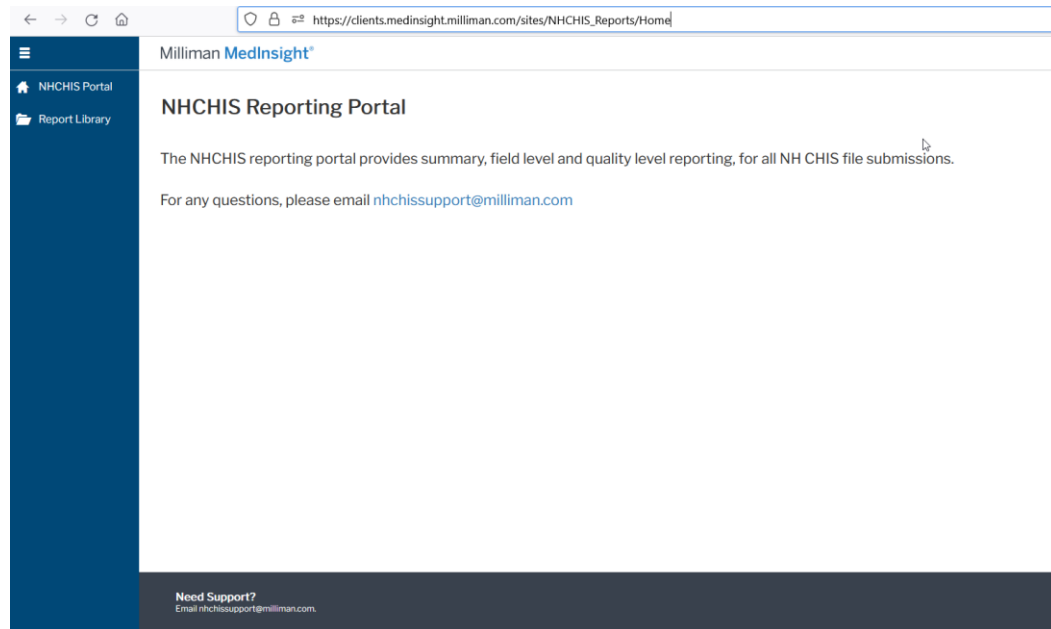 https://clients.medinsight.milliman.com/sites/NHCHIS_Reports/Home
Milliman MedInsight®
NHCHIS Portal
Report Library
NHCHIS Reporting Portal
The NHCHIS reporting portal provides summary, field level and quality level reporting, for all NH CHIS file submissions.
For any questions, please email nhchissupport@milliman.com
Need Support?
Email nhchissupport@milliman.com.